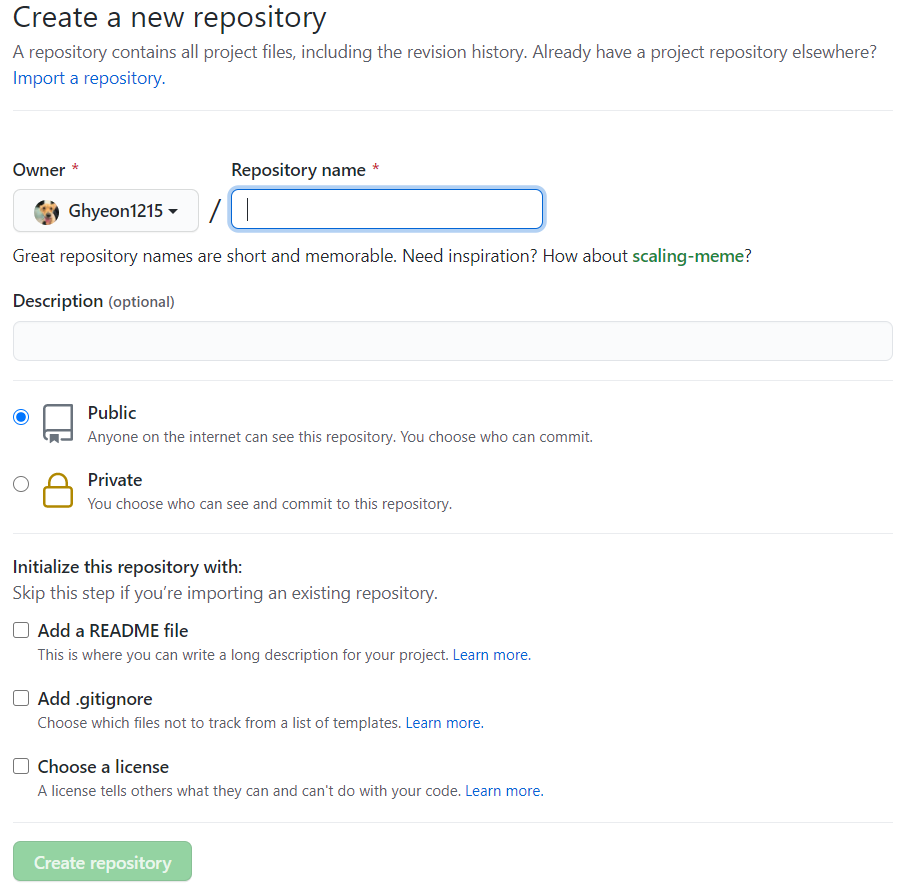 Create a new repository
A repository contains all project files, including the revision history. Already have a project repository elsewhere?
Import a repository.
Owner * Repository name *
Ghyeon1215 /
Great repository names are short and memorable. Need inspiration? How about scaling-meme?
Description (optional)
Public
Anyone on the internet can see this repository. You choose who can commit.
Private
You choose who can see and commit to this repository.
Initialize this repository with:
Skip this step if you’re importing an existing repository.
Add a README file
This is where you can write a long description for your project. Learn more.
Add .gitignore
Choose which files not to track from a list of templates. Learn more.
Choose a license
A license tells others what they can and can't do with your code. Learn more.
Create repository